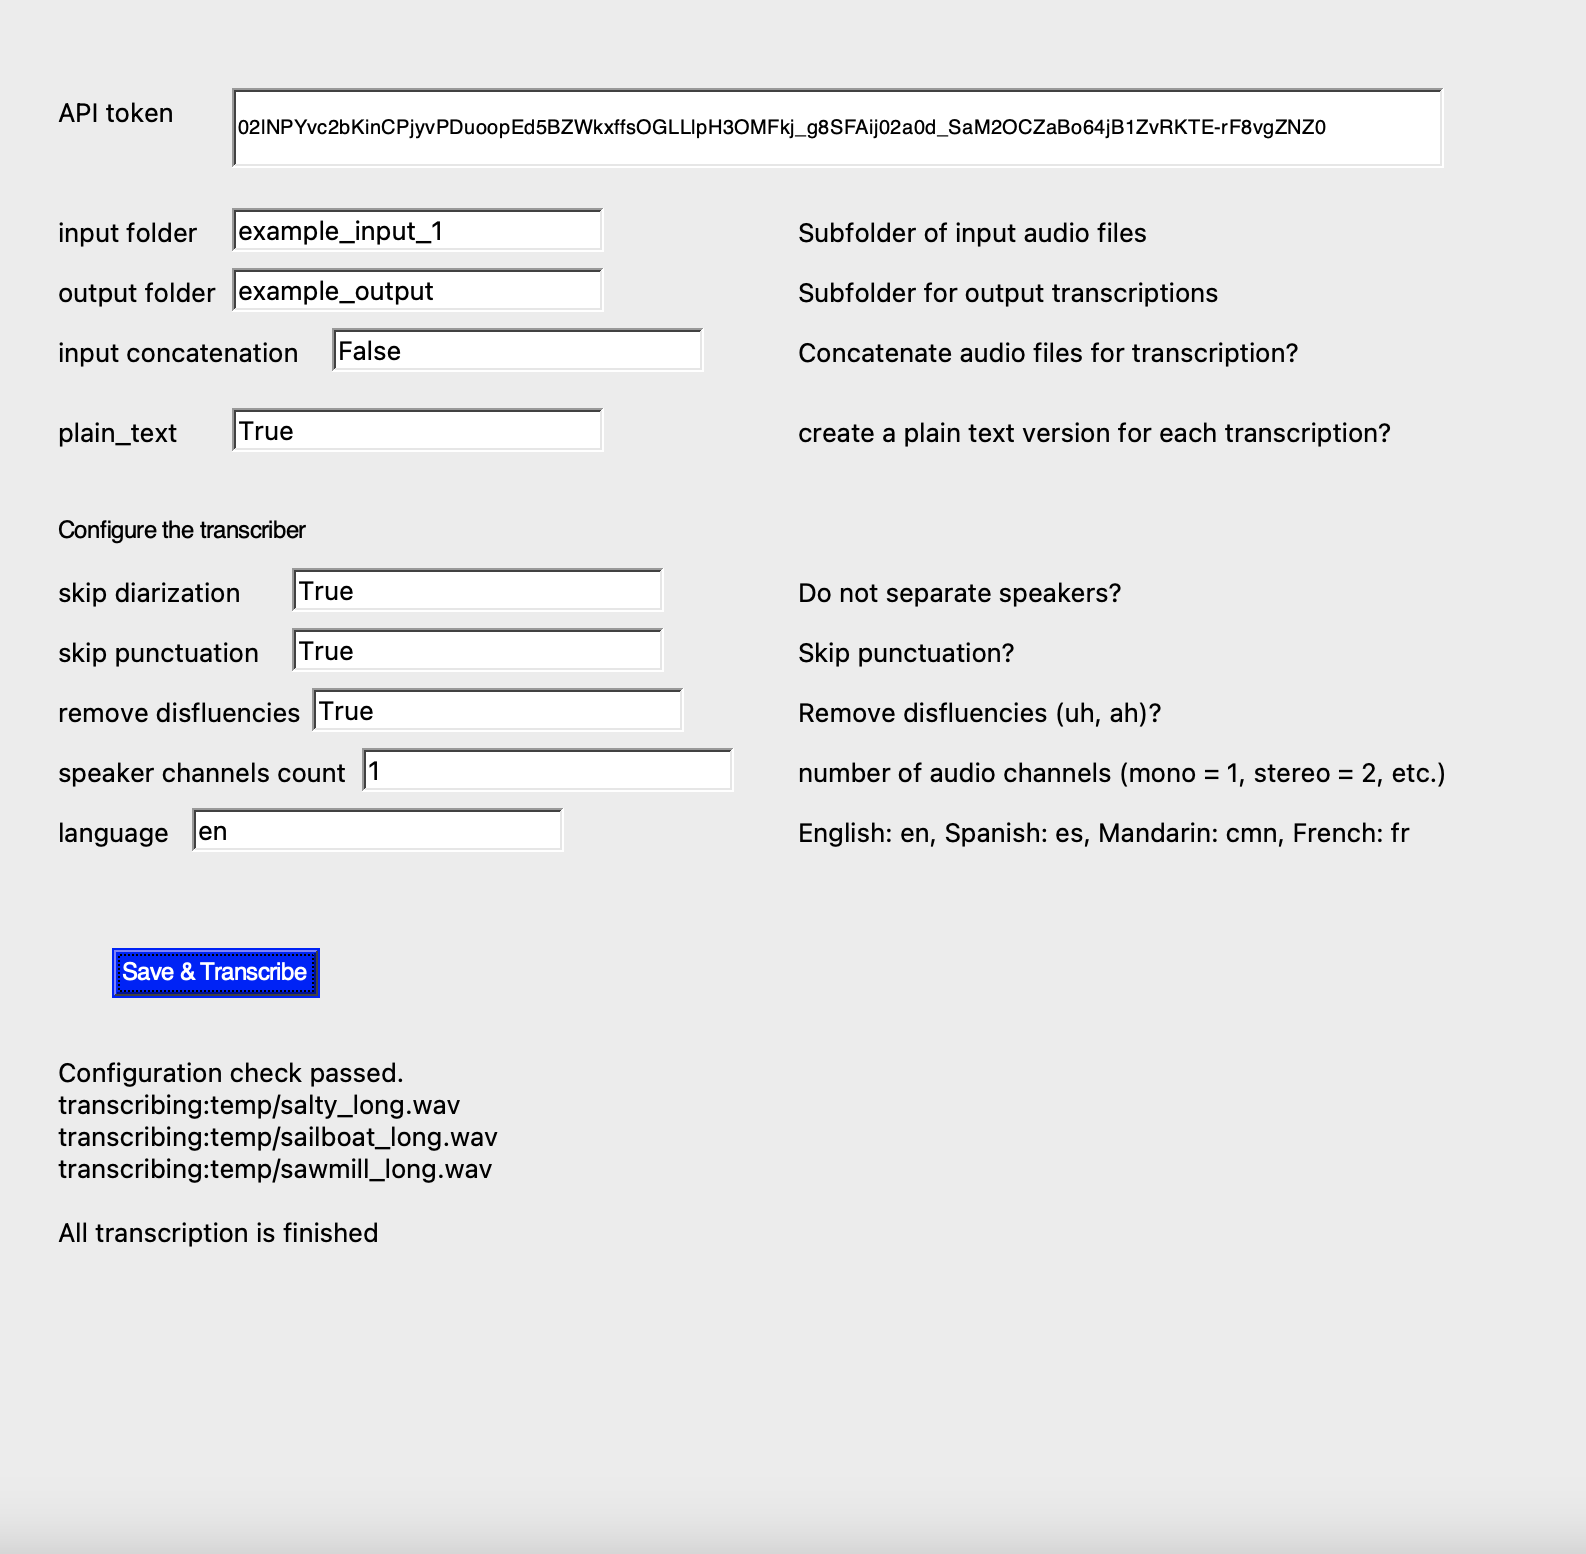 API token
02INPYvc2bKinCPjyvPDuoopEd5BZWkxffsOGLLlpH3OMFkj_g8SFAij02a0d_SaM2OCZaBo64jB1ZvRKTE-rF8vgZNZ0
input folder example_input_1 Subfolder of input audio files
output folder example_output Subfolder for output transcriptions
input concatenation False Concatenate audio files for transcription?
plain_text True create a plain text version for each transcription?
Configure the transcriber
skip diarization True Do not separate speakers?
skip punctuation True Skip punctuation?
remove disfluencies True Remove disfluencies (uh, ah)?
speaker channels count 1 number of audio channels (mono = 1, stereo = 2, etc.)
language en English: en, Spanish: es, Mandarin: cmn, French: fr
Save & Transcribe
Configuration check passed.
transcribing:temp/salty_long.wav
transcribing:temp/sailboat_long.wav
transcribing:temp/sawmill_long.wav
All transcription is finished